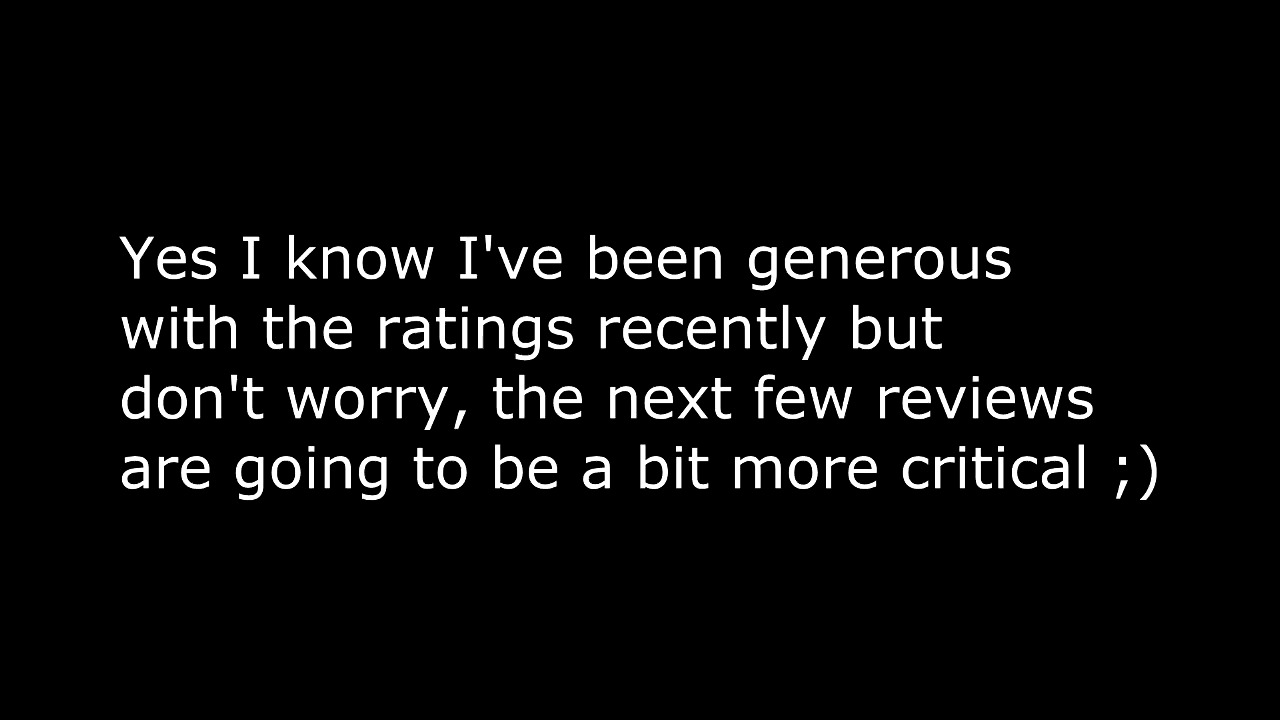 Yes I know I've been generous
with the ratings recently but
don't worry, the next few reviews
are going to be a bit more critical ;)